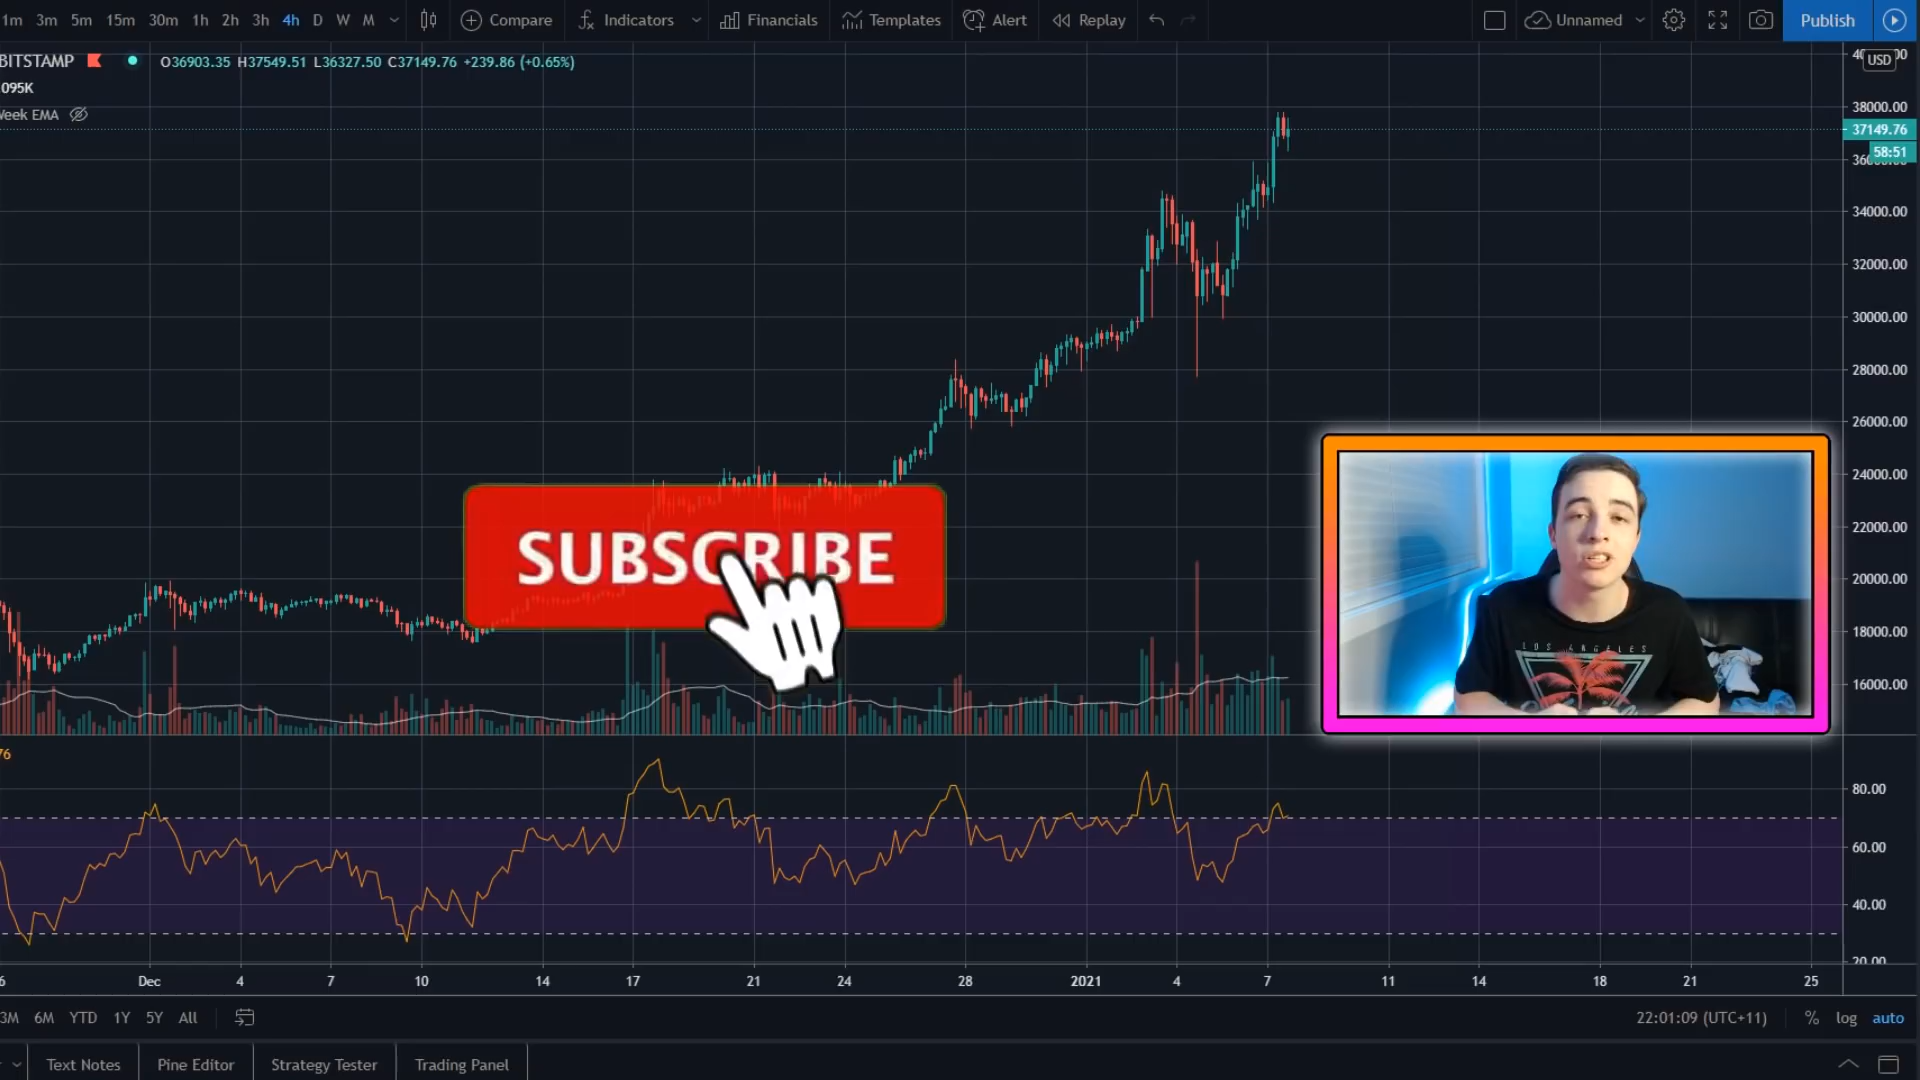 1m 3m 5m 15m 30m 1h 2h 3h 4h D W M Compare Indicators Financials Templates Alert Replay Unnamed Publish
BITSTAMP O36903.35 H37549.51 L36327.50 C37149.76 +239.86 (+0.65%)
USD
095K
Week EMA
38000.00
37149.76
58:51
34000.00
32000.00
30000.00
28000.00
26000.00
24000.00
22000.00
20000.00
18000.00
16000.00
SUBSCRIBE
LOS ANGELES
76
80.00
60.00
40.00
20.00
6 Dec 4 7 10 14 17 21 24 28 2021 4 7 11 14 18 21 25
3M 6M YTD 1Y 5Y All 22:01:09 (UTC+11) % log auto
Text Notes Pine Editor Strategy Tester Trading Panel